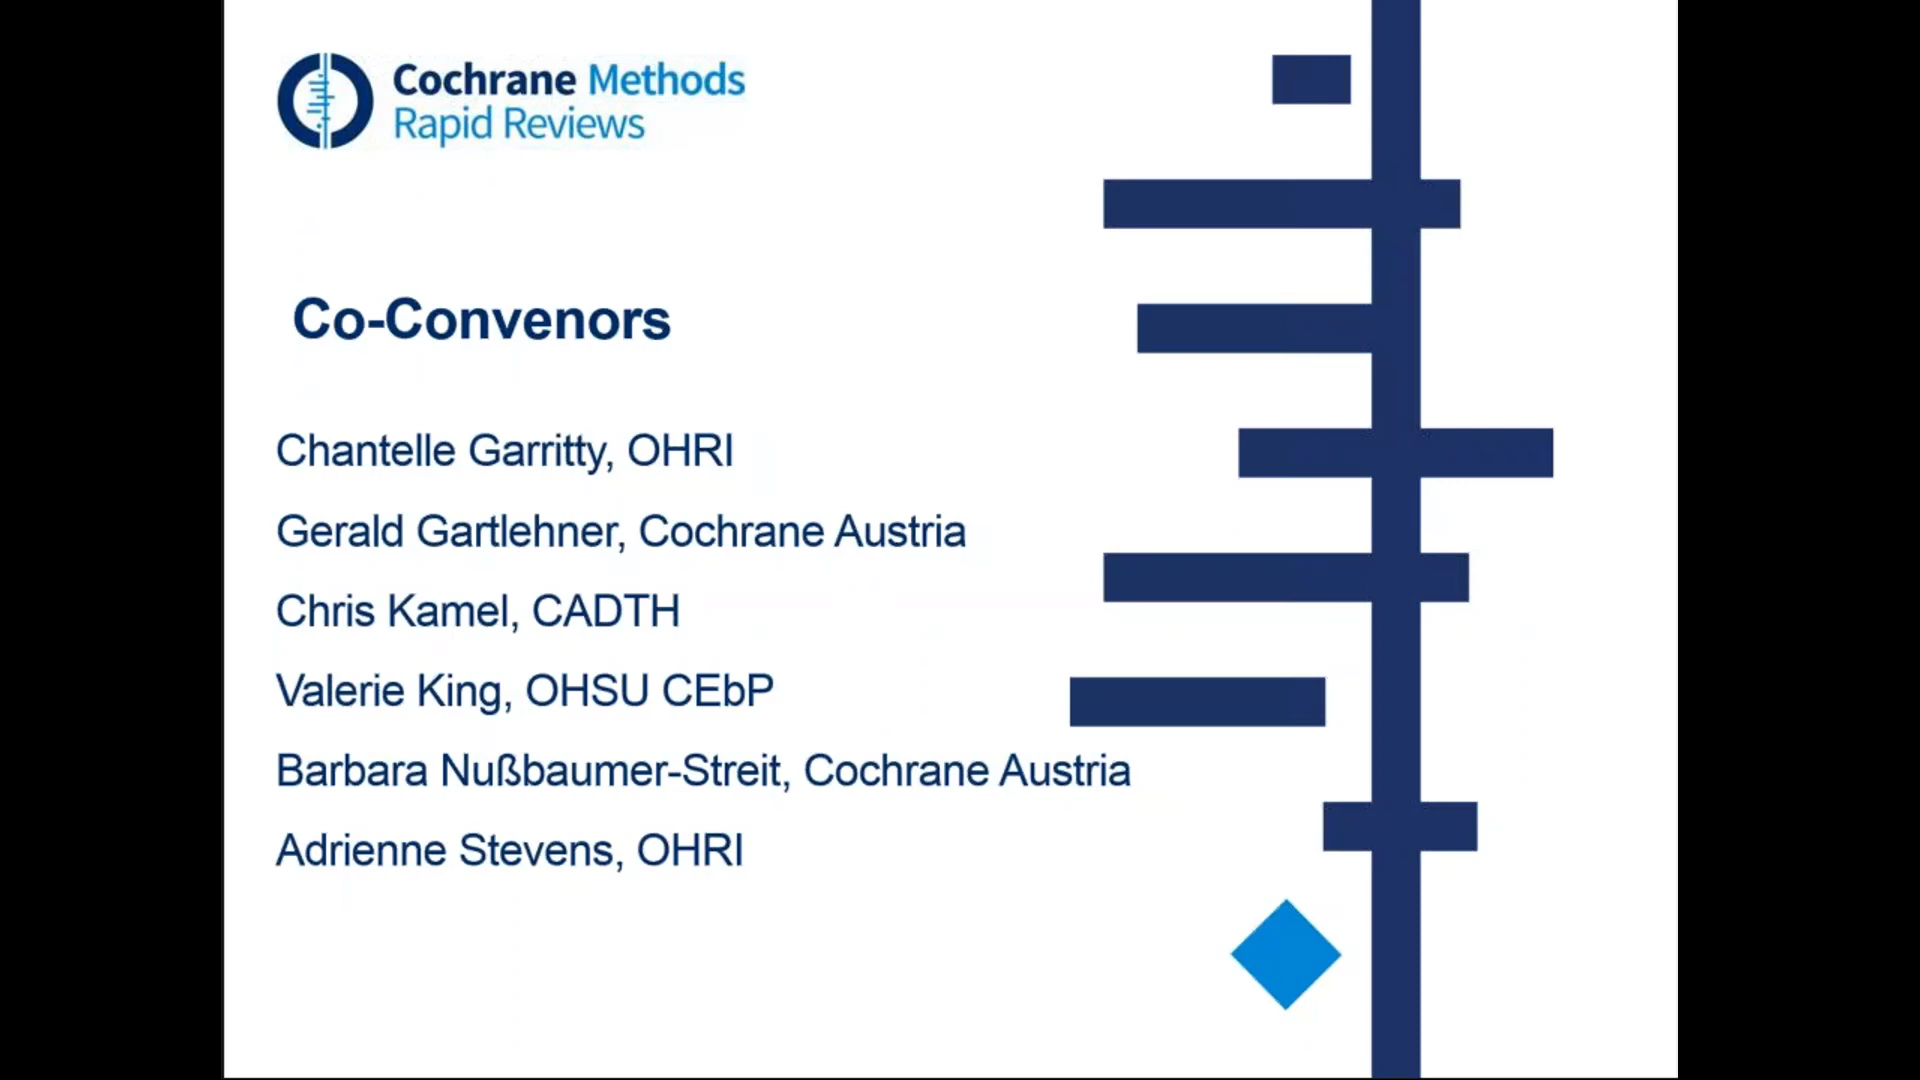 Cochrane Methods
Rapid Reviews
Co-Convenors
Chantelle Garritty, OHRI
Gerald Gartlehner, Cochrane Austria
Chris Kamel, CADTH
Valerie King, OHSU CEbP
Barbara Nußbaumer-Streit, Cochrane Austria
Adrienne Stevens, OHRI